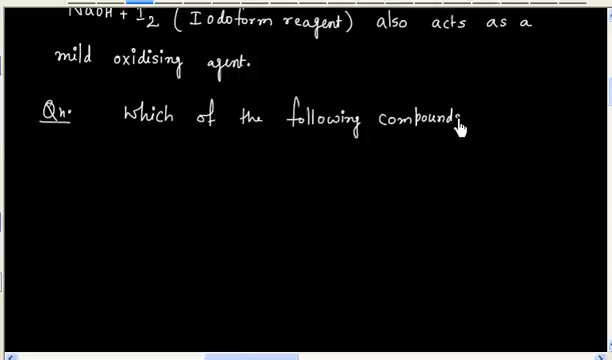 NaOH + I2 ( Iodoform reagent) also acts as a
mild oxidising agent.
Qn. Which of the following compounds